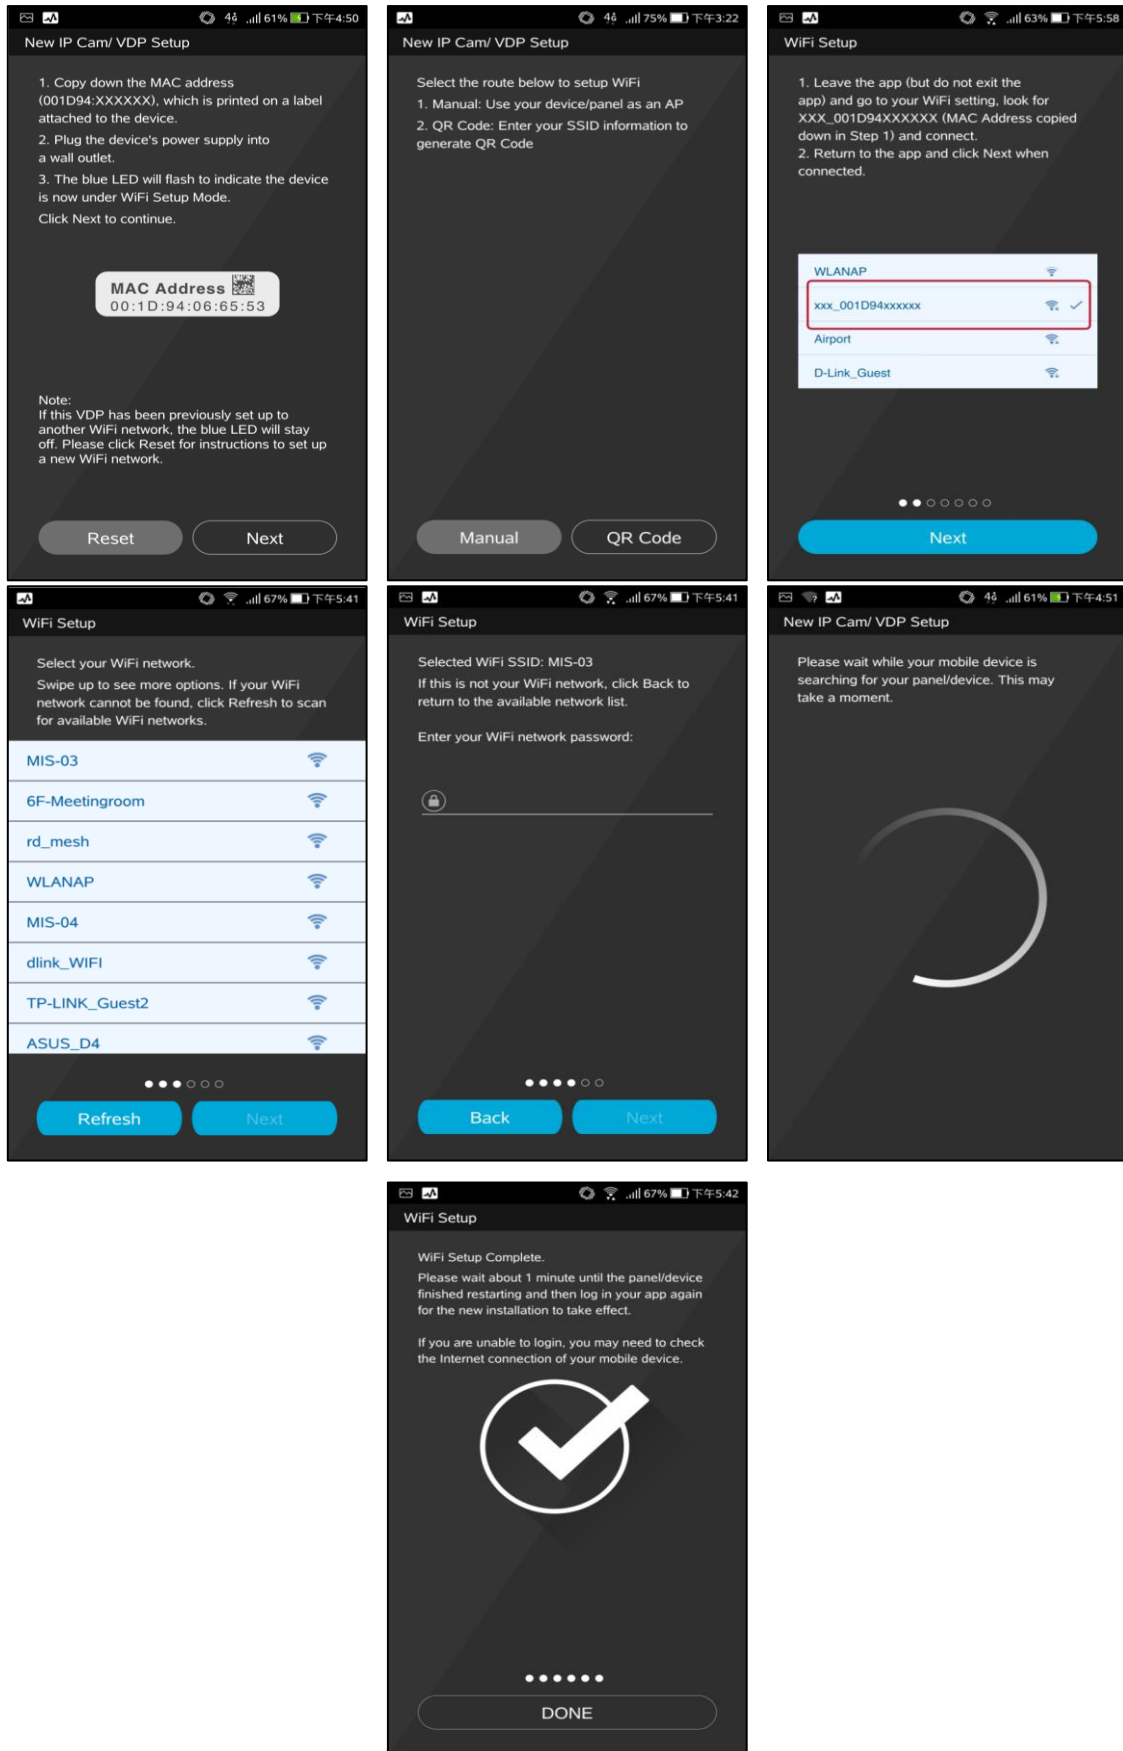 61% 下午4:50
New IP Cam/ VDP Setup
1. Copy down the MAC address
(001D94:XXXXXX), which is printed on a label
attached to the device.
2. Plug the device's power supply into
a wall outlet.
3. The blue LED will flash to indicate the device
is now under WiFi Setup Mode.
Click Next to continue.
MAC Address
00:1D:94:06:65:53
Note:
If this VDP has been previously set up to
another WiFi network, the blue LED will stay
off. Please click Reset for instructions to set up
a new WiFi network.
Reset Next
75% 下午3:22
New IP Cam/ VDP Setup
Select the route below to setup WiFi
1. Manual: Use your device/panel as an AP
2. QR Code: Enter your SSID information to
generate QR Code
Manual QR Code
63% 下午5:58
WiFi Setup
1. Leave the app (but do not exit the
app) and go to your WiFi setting, look for
XXX_001D94XXXXXX (MAC Address copied
down in Step 1) and connect.
2. Return to the app and click Next when
connected.
WLANAP
xxx_001D94xxxxxx
Airport
D-Link_Guest
Next
67% 下午5:41
WiFi Setup
Select your WiFi network.
Swipe up to see more options. If your WiFi
network cannot be found, click Refresh to scan
for available WiFi networks.
MIS-03
6F-Meetingroom
rd_mesh
WLANAP
MIS-04
dlink_WIFI
TP-LINK_Guest2
ASUS_D4
Refresh Next
67% 下午5:41
WiFi Setup
Selected WiFi SSID: MIS-03
If this is not your WiFi network, click Back to
return to the available network list.
Enter your WiFi network password:
Back Next
61% 下午4:51
New IP Cam/ VDP Setup
Please wait while your mobile device is
searching for your panel/device. This may
take a moment.
67% 下午5:42
WiFi Setup
WiFi Setup Complete.
Please wait about 1 minute until the panel/device
finished restarting and then log in your app again
for the new installation to take effect.
If you are unable to login, you may need to check
the Internet connection of your mobile device.
DONE